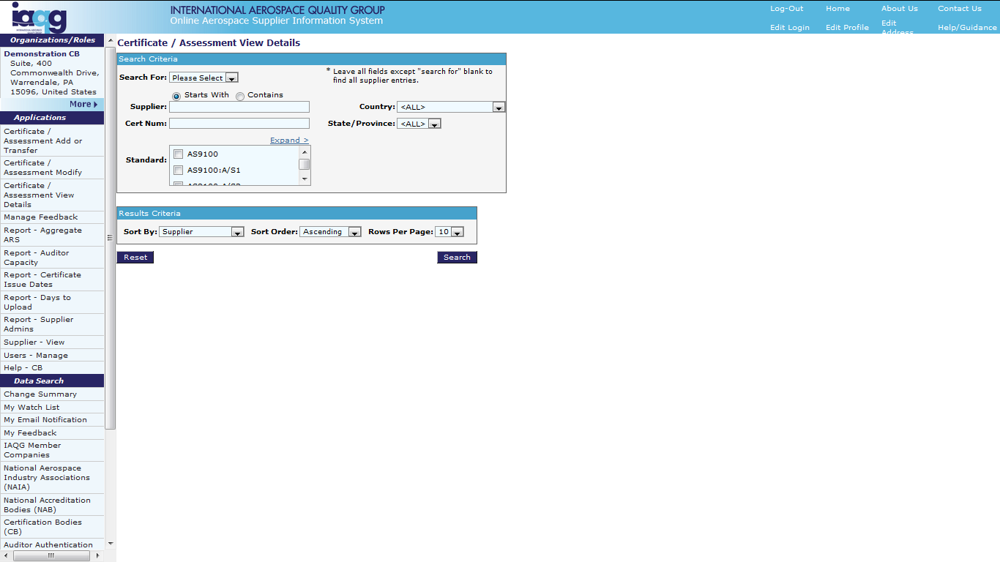 iaqg
INTERNATIONAL AEROSPACE QUALITY GROUP
Online Aerospace Supplier Information System
Log-Out Home About Us Contact Us
Edit Login Edit Profile Edit Address Help/Guidance
Organizations/Roles
Demonstration CB
Suite, 400
Commonwealth Drive,
Warrendale, PA
15096, United States
More
Applications
Certificate /
Assessment Add or
Transfer
Certificate /
Assessment Modify
Certificate /
Assessment View
Details
Manage Feedback
Report - Aggregate
ARS
Report - Auditor
Capacity
Report - Certificate
Issue Dates
Report - Days to
Upload
Report - Supplier
Admins
Supplier - View
Users - Manage
Help - CB
Data Search
Change Summary
My Watch List
My Email Notification
My Feedback
IAQG Member
Companies
National Aerospace
Industry Associations
(NAIA)
National Accreditation
Bodies (NAB)
Certification Bodies
(CB)
Auditor Authentication
Certificate / Assessment View Details
Search Criteria
Search For: Please Select
* Leave all fields except "search for" blank to
find all supplier entries.
Starts With Contains
Supplier: Country: <ALL>
Cert Num: State/Province: <ALL>
Expand >
Standard:
AS9100
AS9100:A/S1
Results Criteria
Sort By: Supplier Sort Order: Ascending Rows Per Page: 10
Reset Search